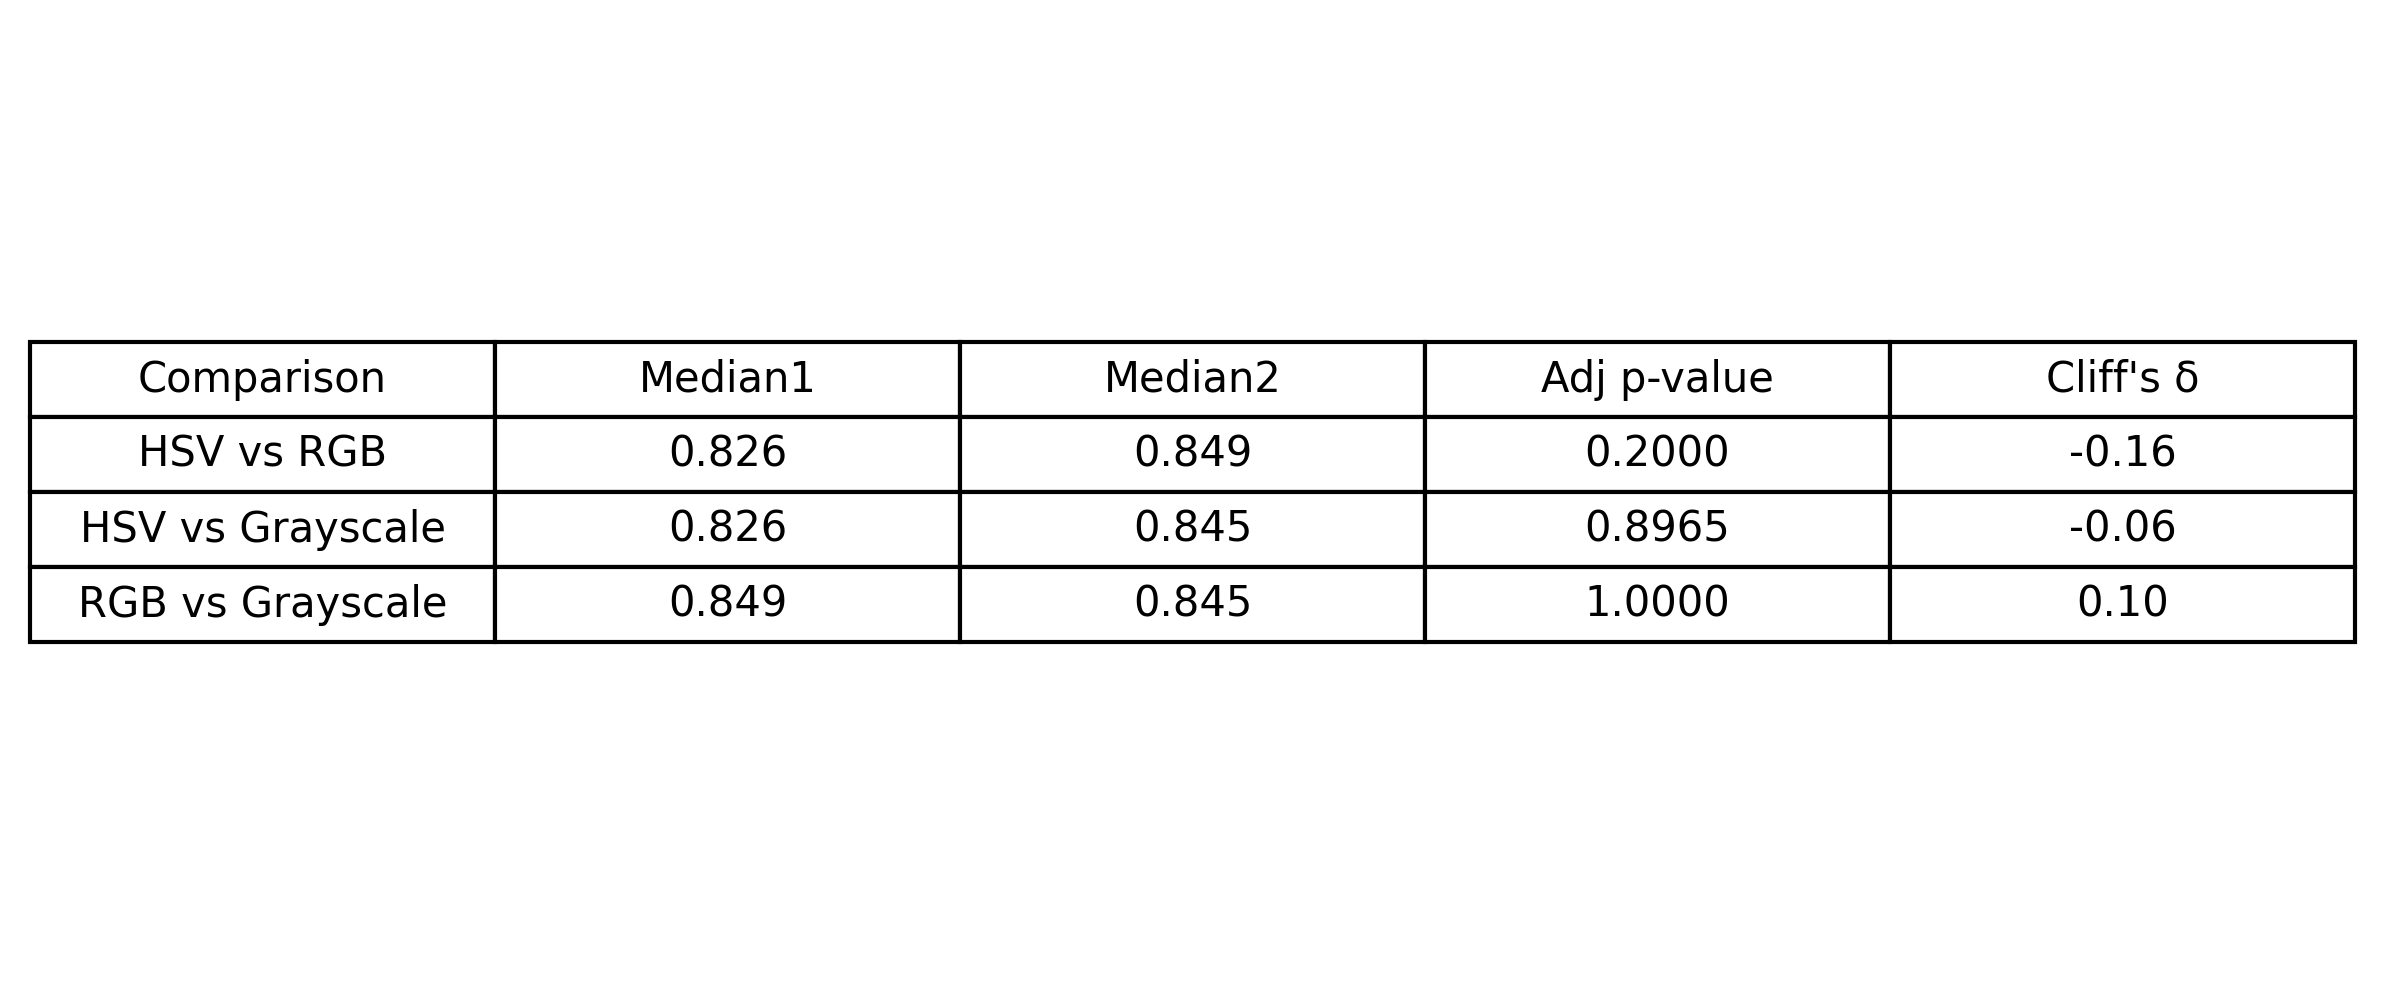 Comparison Median1 Median2 Adj p-value Cliff's δ
HSV vs RGB 0.826 0.849 0.2000 -0.16
HSV vs Grayscale 0.826 0.845 0.8965 -0.06
RGB vs Grayscale 0.849 0.845 1.0000 0.10